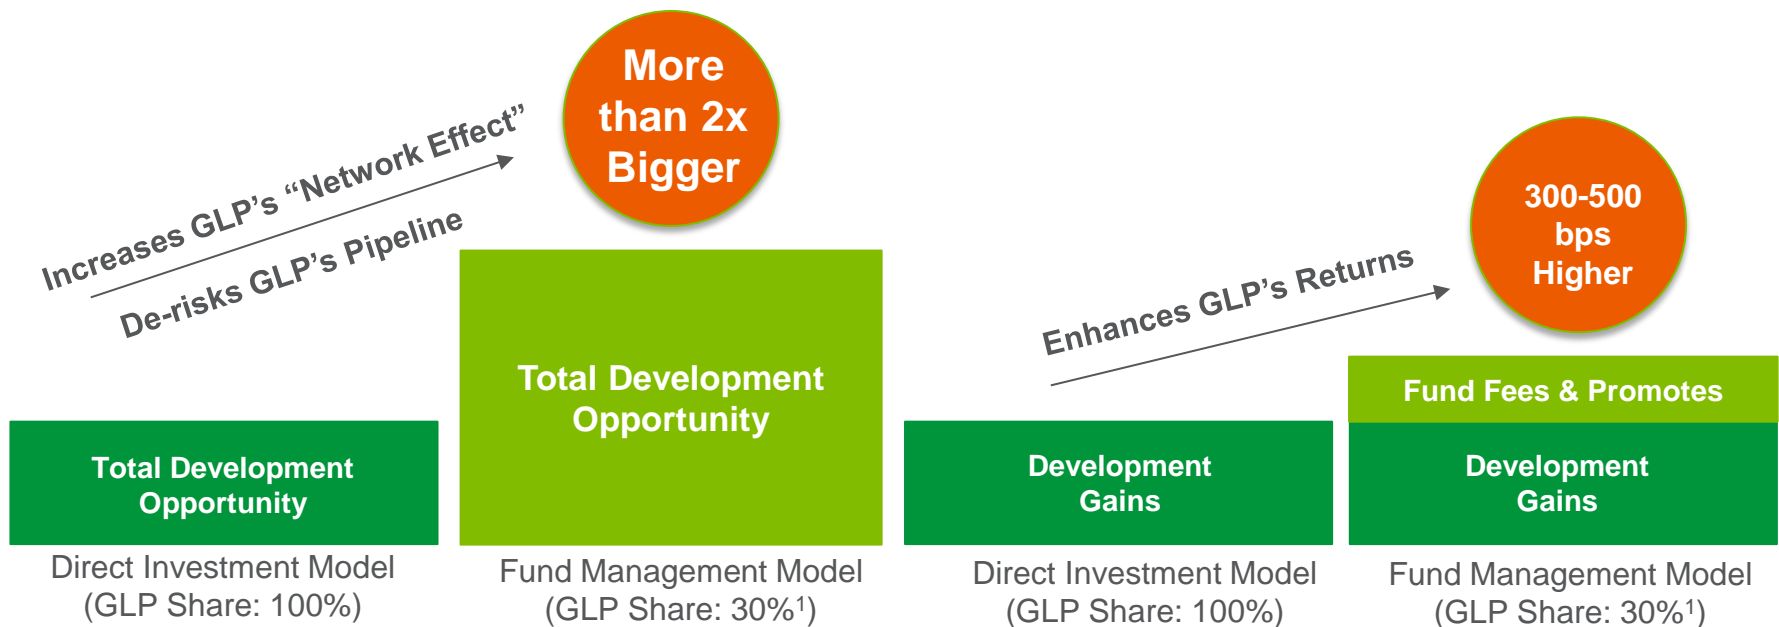 Increases GLP’s “Network Effect”
De-risks GLP’s Pipeline
More
than 2x
Bigger
Total Development
Opportunity
Direct Investment Model
(GLP Share: 100%)
Total Development
Opportunity
Fund Management Model
(GLP Share: 30%¹)
Enhances GLP’s Returns
300-500
bps
Higher
Development
Gains
Direct Investment Model
(GLP Share: 100%)
Fund Fees & Promotes
Development
Gains
Fund Management Model
(GLP Share: 30%¹)